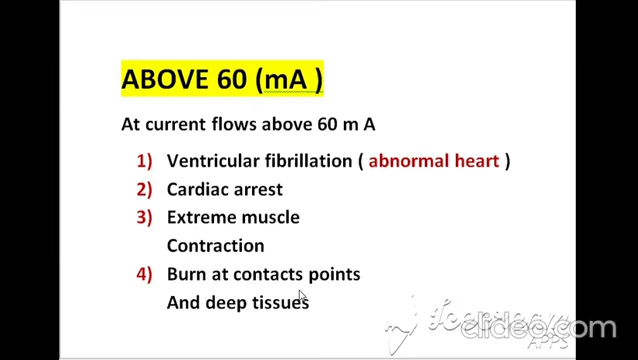 ABOVE 60 (mA )
At current flows above 60 m A
1) Ventricular fibrillation ( abnormal heart )
2) Cardiac arrest
3) Extreme muscle
Contraction
4) Burn at contacts points
And deep tissues
clideo.com
APPS